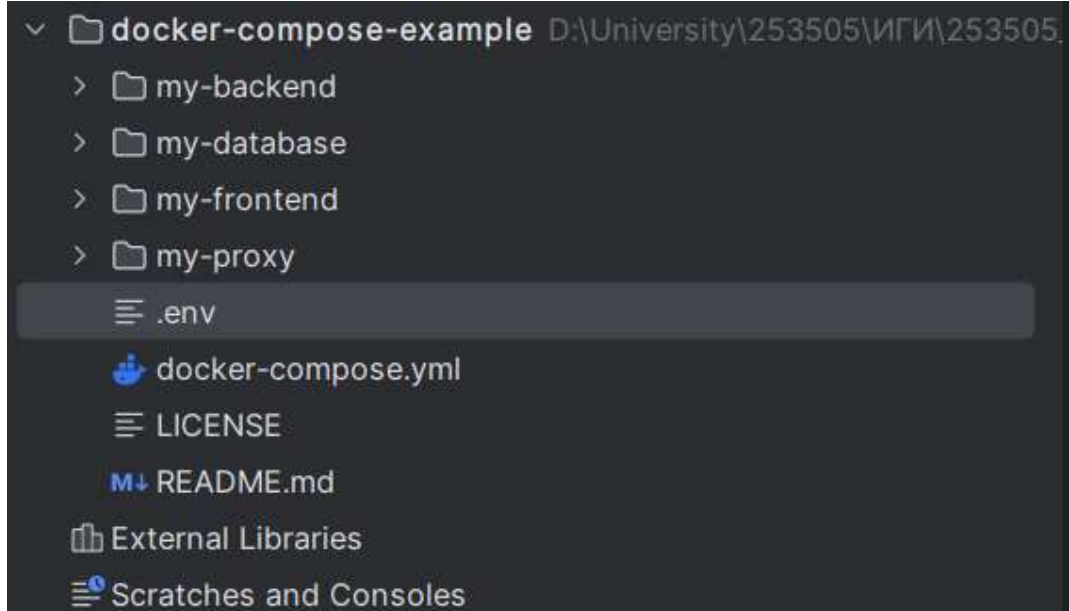 docker-compose-example D:\University\253505\ИГИ\253505_
my-backend
my-database
my-frontend
my-proxy
.env
docker-compose.yml
LICENSE
M↓ README.md
External Libraries
Scratches and Consoles